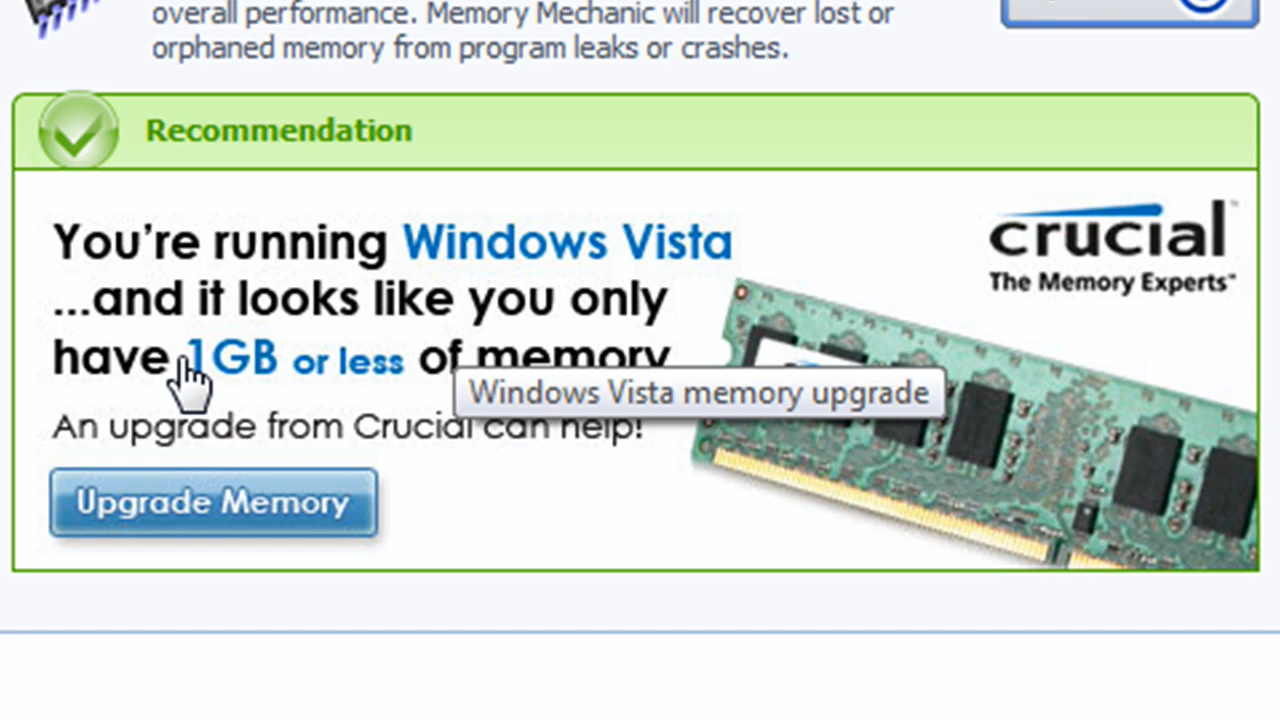 overall performance. Memory Mechanic will recover lost or
orphaned memory from program leaks or crashes.
Recommendation
You're running Windows Vista
...and it looks like you only
have 1GB or less of memory
An upgrade from Crucial can help!
Upgrade Memory
crucial™
The Memory Experts™
Windows Vista memory upgrade